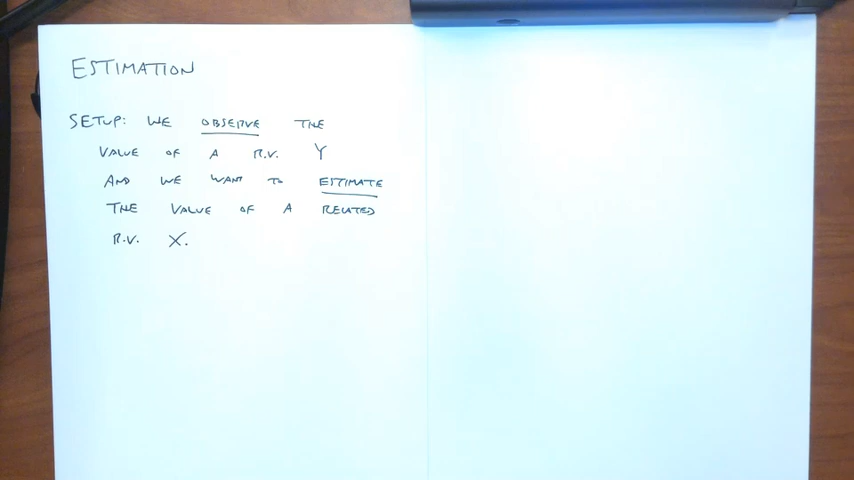 ESTIMATION
SETUP: WE OBSERVE THE
VALUE OF A R.V. Y
AND WE WANT TO ESTIMATE
THE VALUE OF A RELATED
R.V. X.